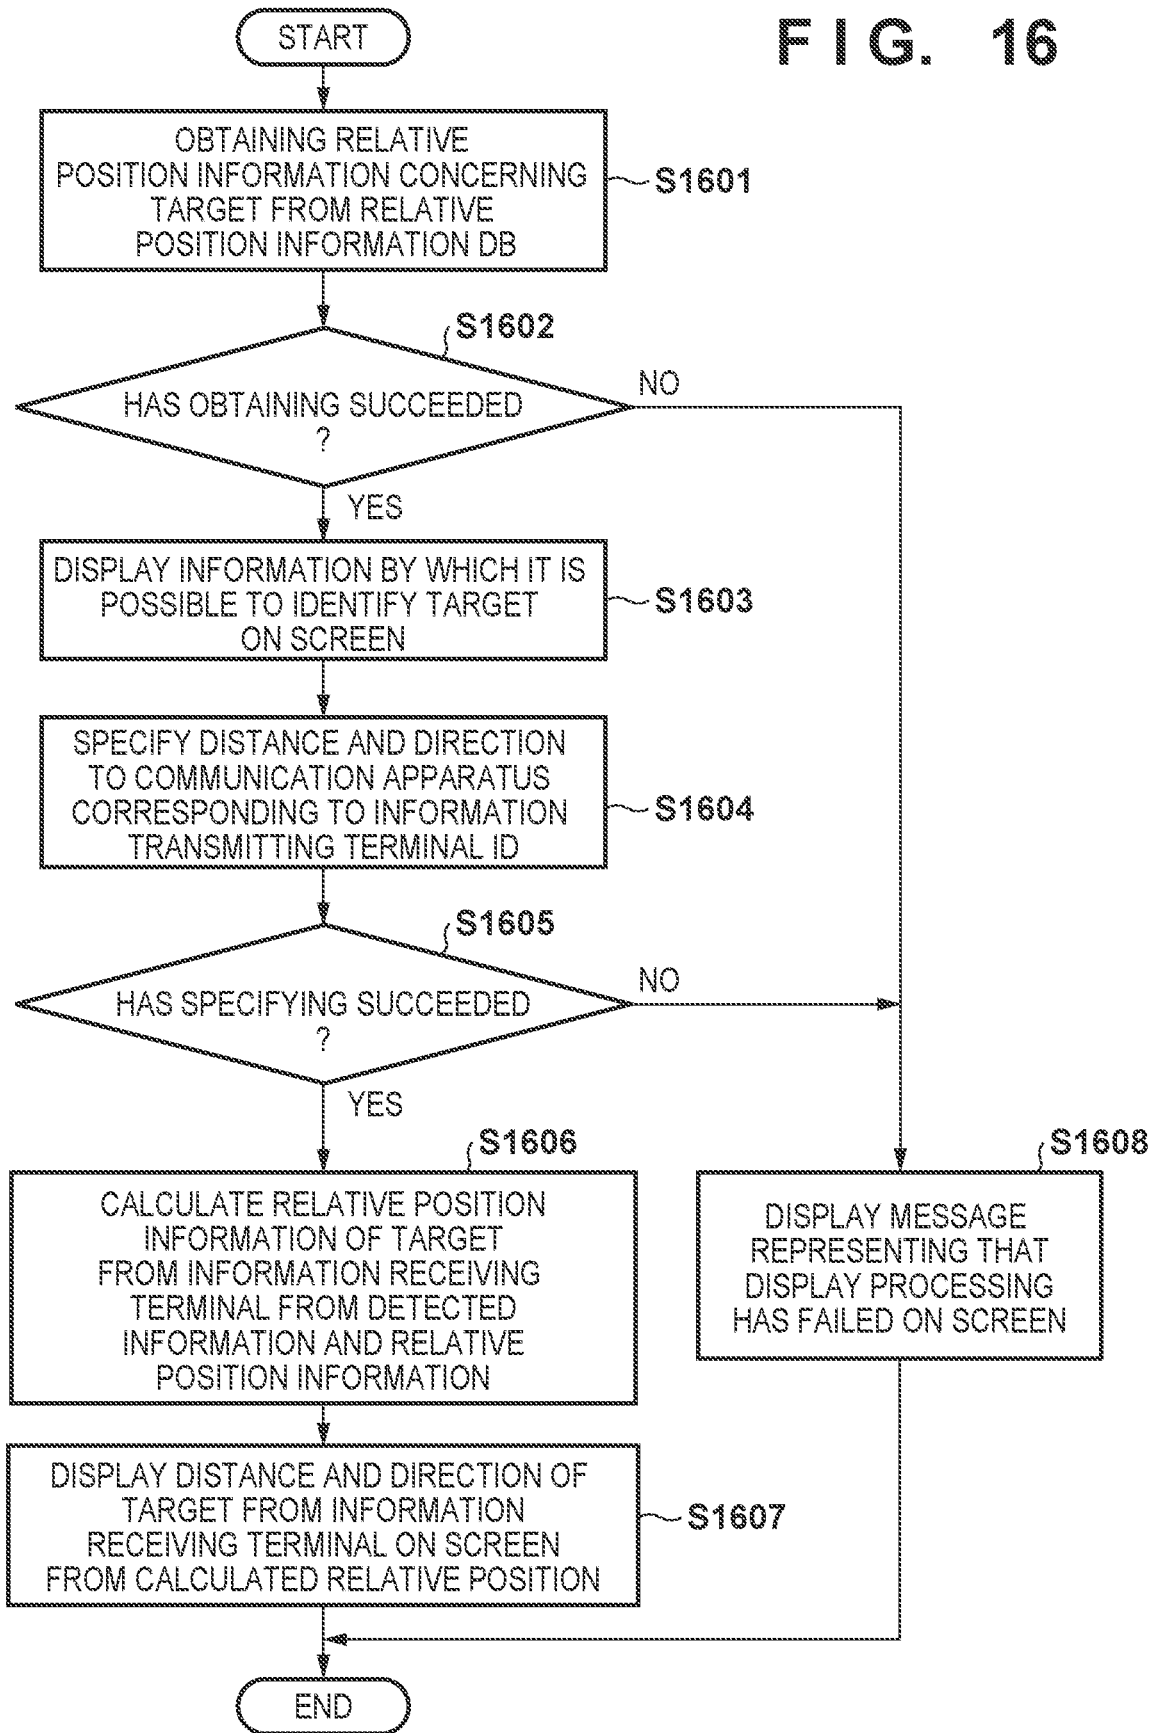 FIG. 16
START
OBTAINING RELATIVE
POSITION INFORMATION CONCERNING
TARGET FROM RELATIVE
POSITION INFORMATION DB
S1601
S1602
HAS OBTAINING SUCCEEDED
?
NO
YES
DISPLAY INFORMATION BY WHICH IT IS
POSSIBLE TO IDENTIFY TARGET
ON SCREEN
S1603
SPECIFY DISTANCE AND DIRECTION
TO COMMUNICATION APPARATUS
CORRESPONDING TO INFORMATION
TRANSMITTING TERMINAL ID
S1604
S1605
HAS SPECIFYING SUCCEEDED
?
NO
YES
S1606
CALCULATE RELATIVE POSITION
INFORMATION OF TARGET
FROM INFORMATION RECEIVING
TERMINAL FROM DETECTED
INFORMATION AND RELATIVE
POSITION INFORMATION
S1608
DISPLAY MESSAGE
REPRESENTING THAT
DISPLAY PROCESSING
HAS FAILED ON SCREEN
DISPLAY DISTANCE AND DIRECTION OF
TARGET FROM INFORMATION
RECEIVING TERMINAL ON SCREEN
FROM CALCULATED RELATIVE POSITION
S1607
END